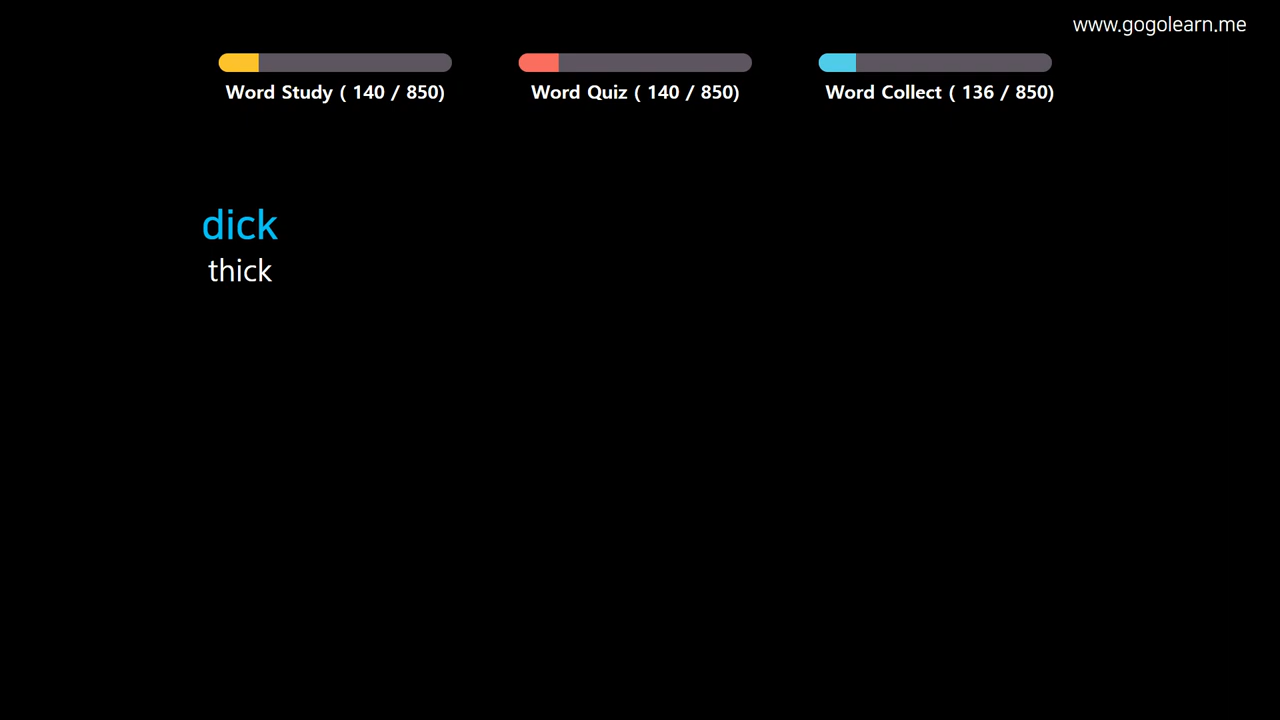 www.gogolearn.me
Word Study ( 140 / 850)
Word Quiz ( 140 / 850)
Word Collect ( 136 / 850)
dick
thick